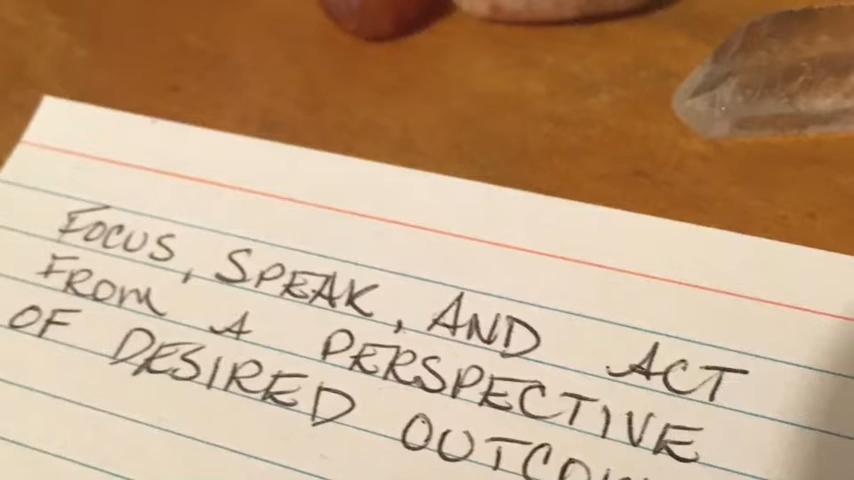 FOCUS, SPEAK, AND ACT
FROM A PERSPECTIVE
OF DESIRED